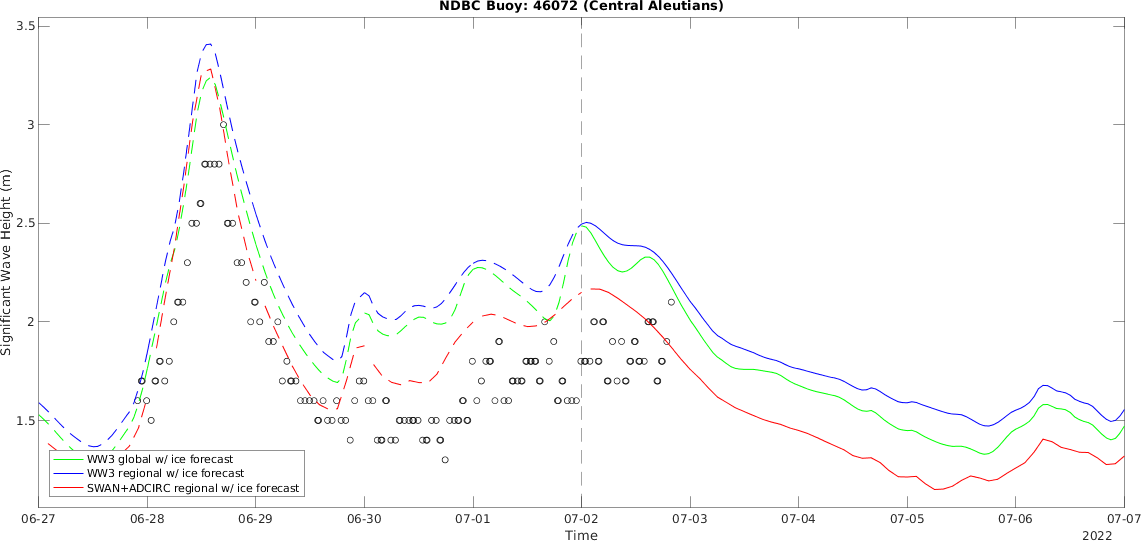 NDBC Buoy: 46072 (Central Aleutians)
3.5
3
2.5
2
1.5
Significant Wave Height (m)
WW3 global w/ ice forecast
WW3 regional w/ ice forecast
SWAN+ADCIRC regional w/ ice forecast
06-27 06-28 06-29 06-30 07-01 07-02 07-03 07-04 07-05 07-06 07-07
Time
2022